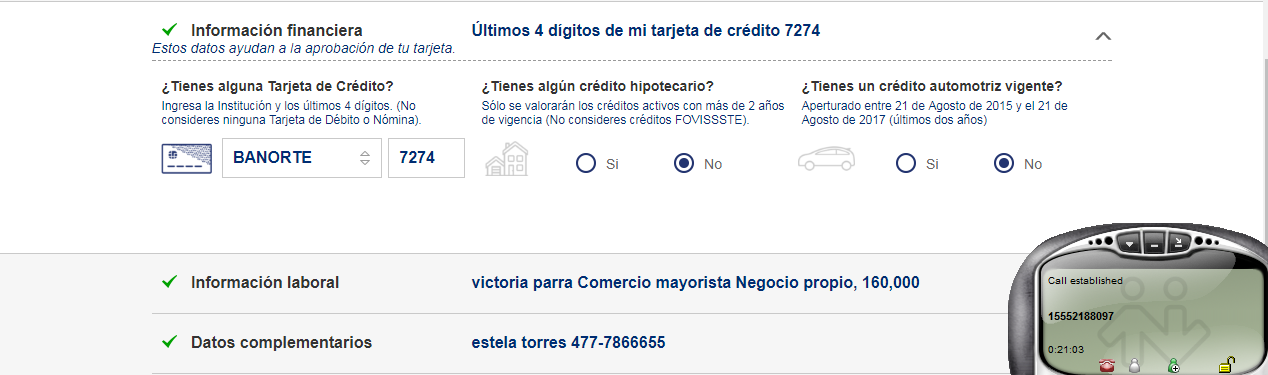 Información financiera
Últimos 4 dígitos de mi tarjeta de crédito 7274
Estos datos ayudan a la aprobación de tu tarjeta.
¿Tienes alguna Tarjeta de Crédito?
Ingresa la Institución y los últimos 4 dígitos. (No
consideres ninguna Tarjeta de Débito o Nómina).
BANORTE
7274
¿Tienes algún crédito hipotecario?
Sólo se valorarán los créditos activos con más de 2 años
de vigencia (No consideres créditos FOVISSSTE).
Si
No
¿Tienes un crédito automotriz vigente?
Aperturado entre 21 de Agosto de 2015 y el 21 de
Agosto de 2017 (últimos dos años)
Si
No
Información laboral
victoria parra Comercio mayorista Negocio propio, 160,000
Datos complementarios
estela torres 477-7866655
Call established
15552188097
0:21:03